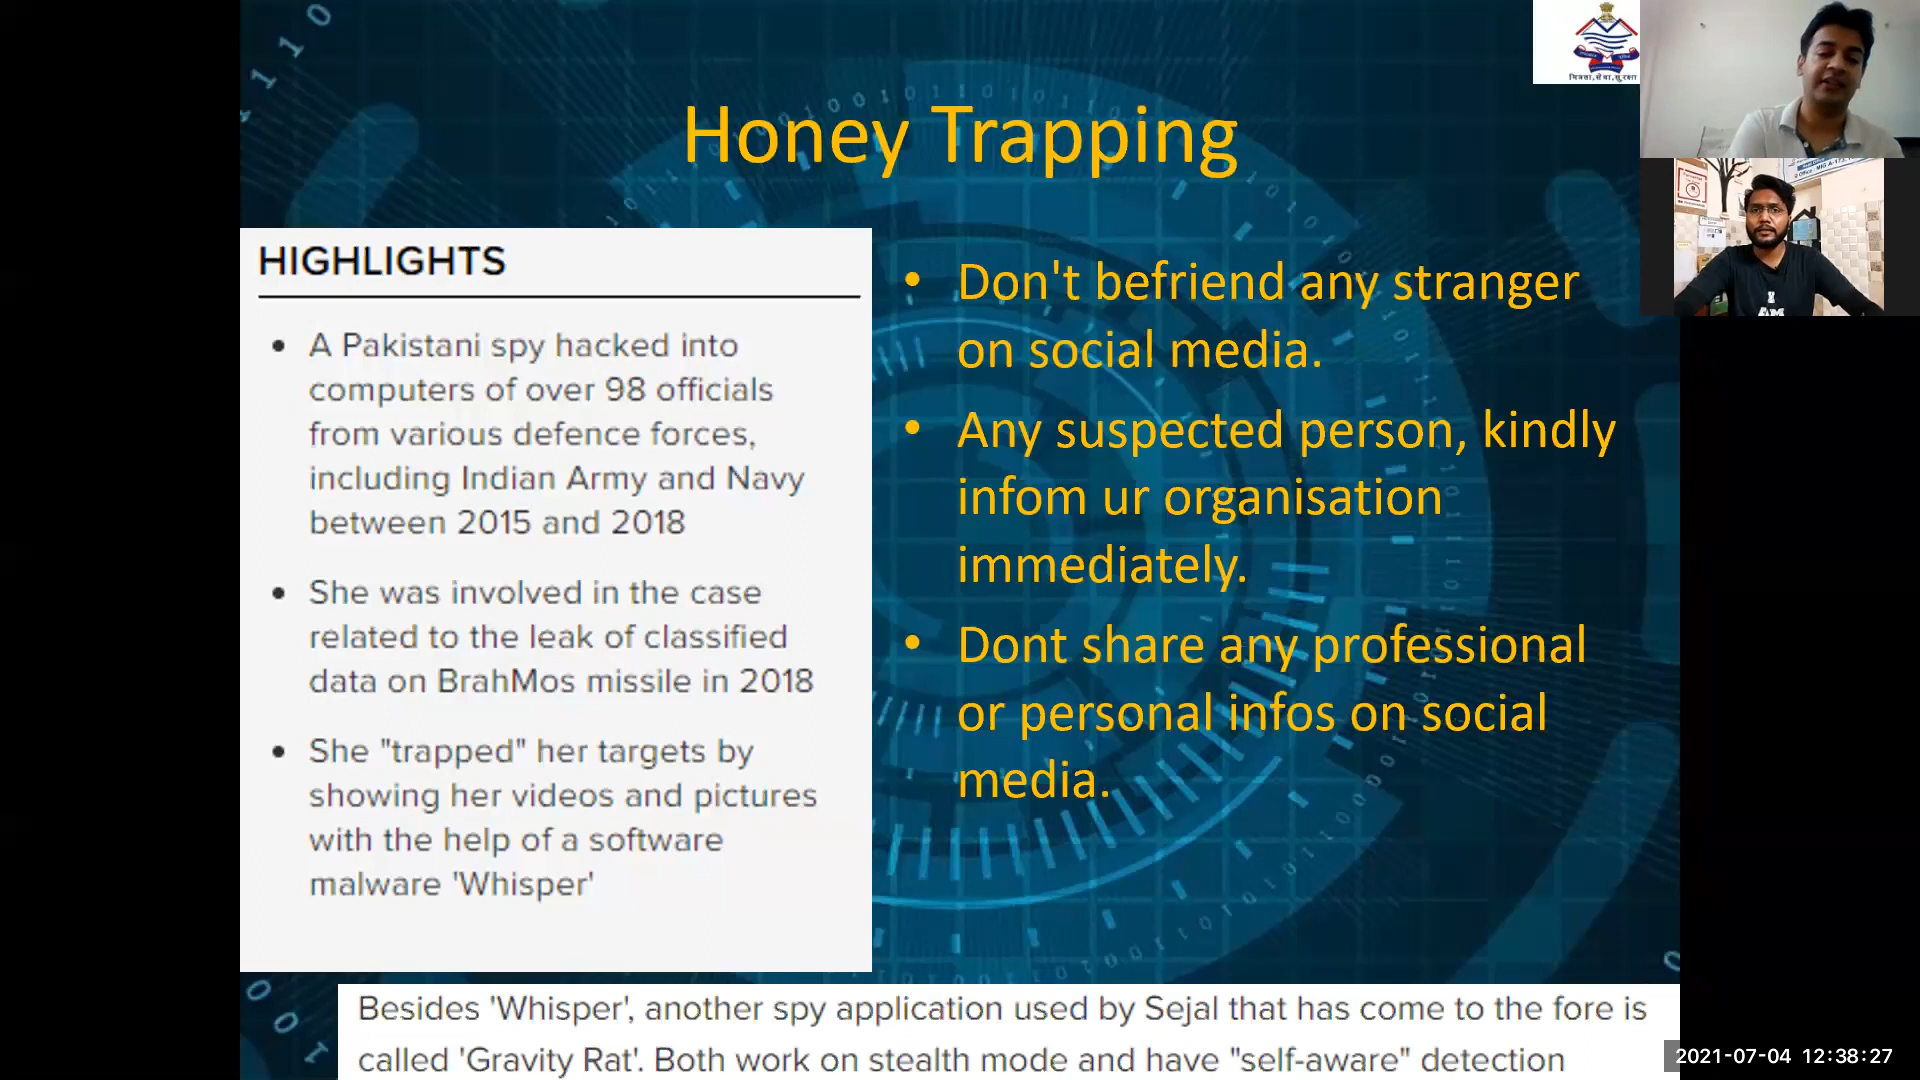 Honey Trapping
HIGHLIGHTS
• A Pakistani spy hacked into
computers of over 98 officials
from various defence forces,
including Indian Army and Navy
between 2015 and 2018
• She was involved in the case
related to the leak of classified
data on BrahMos missile in 2018
• She "trapped" her targets by
showing her videos and pictures
with the help of a software
malware 'Whisper'
• Don't befriend any stranger
on social media.
• Any suspected person, kindly
infom ur organisation
immediately.
• Dont share any professional
or personal infos on social
media.
Besides 'Whisper', another spy application used by Sejal that has come to the fore is
called 'Gravity Rat'. Both work on stealth mode and have "self-aware" detection
मित्रता, सेवा, सुरक्षा
I
AM
2021-07-04 12:38:27